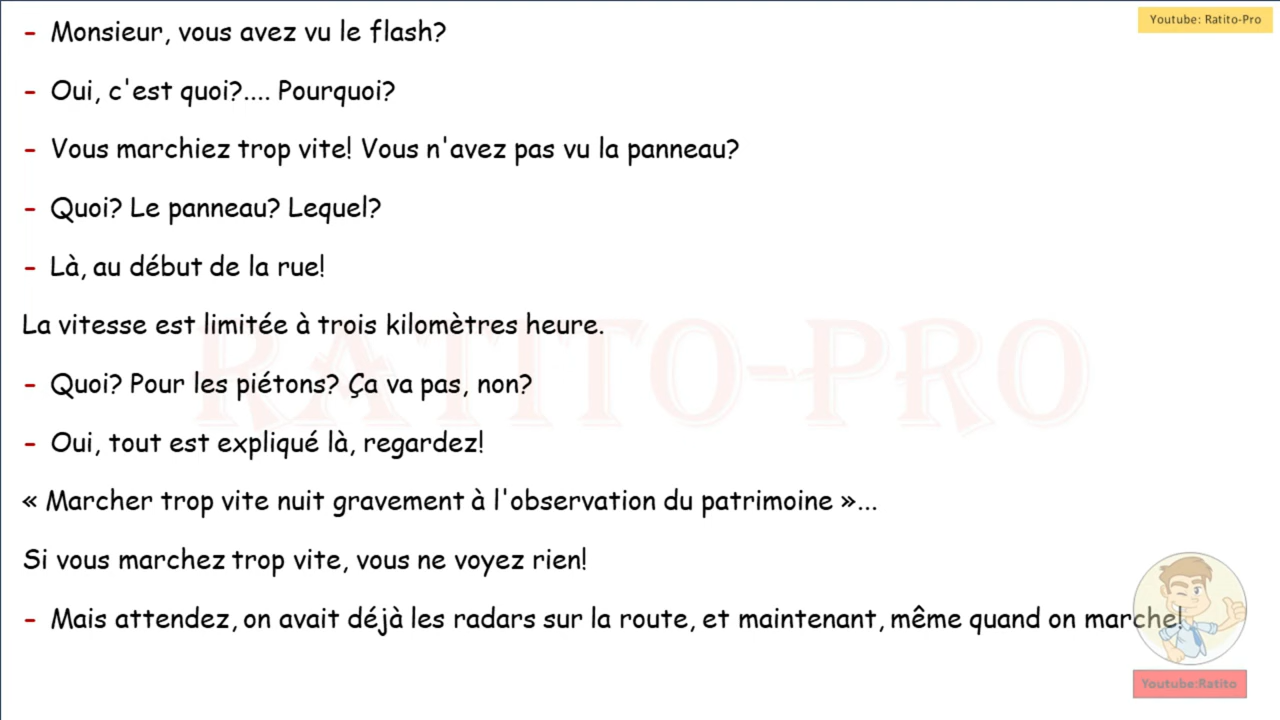 Youtube: Ratito-Pro
- Monsieur, vous avez vu le flash?
- Oui, c'est quoi?.... Pourquoi?
- Vous marchiez trop vite! Vous n'avez pas vu la panneau?
- Quoi? Le panneau? Lequel?
- Là, au début de la rue!
La vitesse est limitée à trois kilomètres heure.
RATITO-PRO
- Quoi? Pour les piétons? Ça va pas, non?
- Oui, tout est expliqué là, regardez!
« Marcher trop vite nuit gravement à l'observation du patrimoine »...
Si vous marchez trop vite, vous ne voyez rien!
- Mais attendez, on avait déjà les radars sur la route, et maintenant, même quand on marche!
Youtube:Ratito